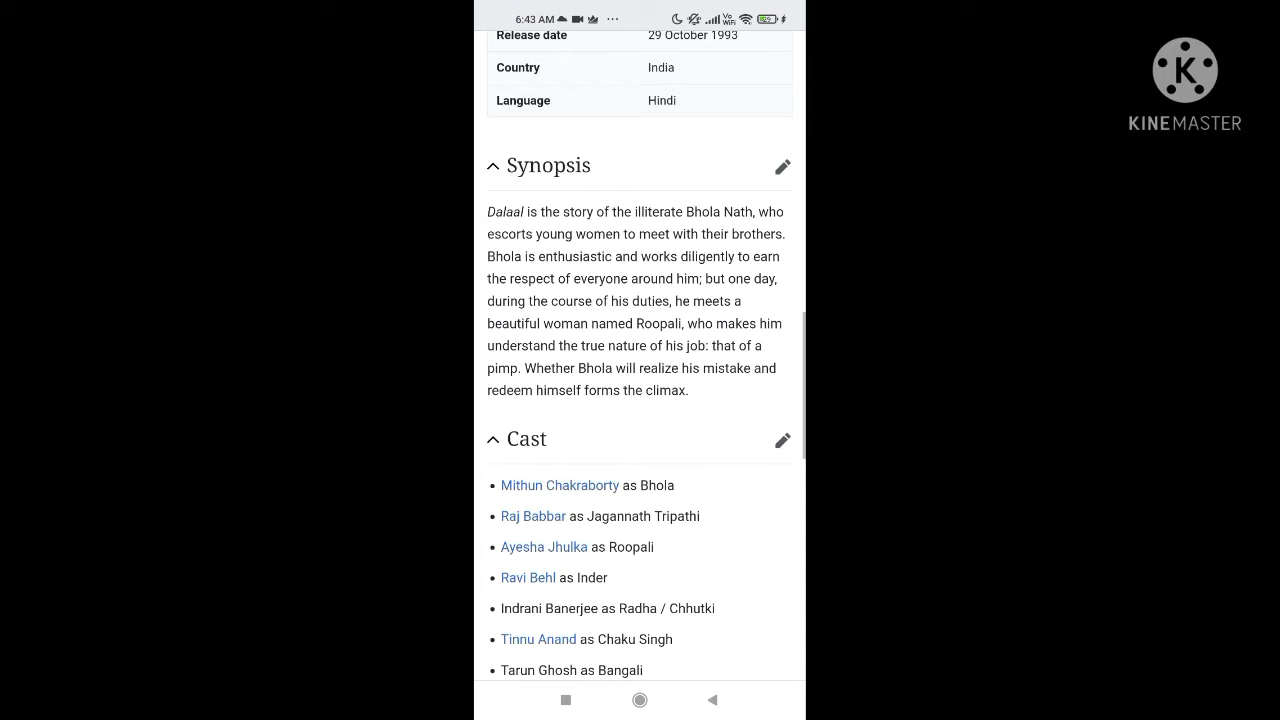 6:43 AM
Release date 29 October 1993
Country India
Language Hindi
Synopsis
Dalaal is the story of the illiterate Bhola Nath, who
escorts young women to meet with their brothers.
Bhola is enthusiastic and works diligently to earn
the respect of everyone around him; but one day,
during the course of his duties, he meets a
beautiful woman named Roopali, who makes him
understand the true nature of his job: that of a
pimp. Whether Bhola will realize his mistake and
redeem himself forms the climax.
Cast
• Mithun Chakraborty as Bhola
• Raj Babbar as Jagannath Tripathi
• Ayesha Jhulka as Roopali
• Ravi Behl as Inder
• Indrani Banerjee as Radha / Chhutki
• Tinnu Anand as Chaku Singh
• Tarun Ghosh as Bangali
K
KINEMASTER